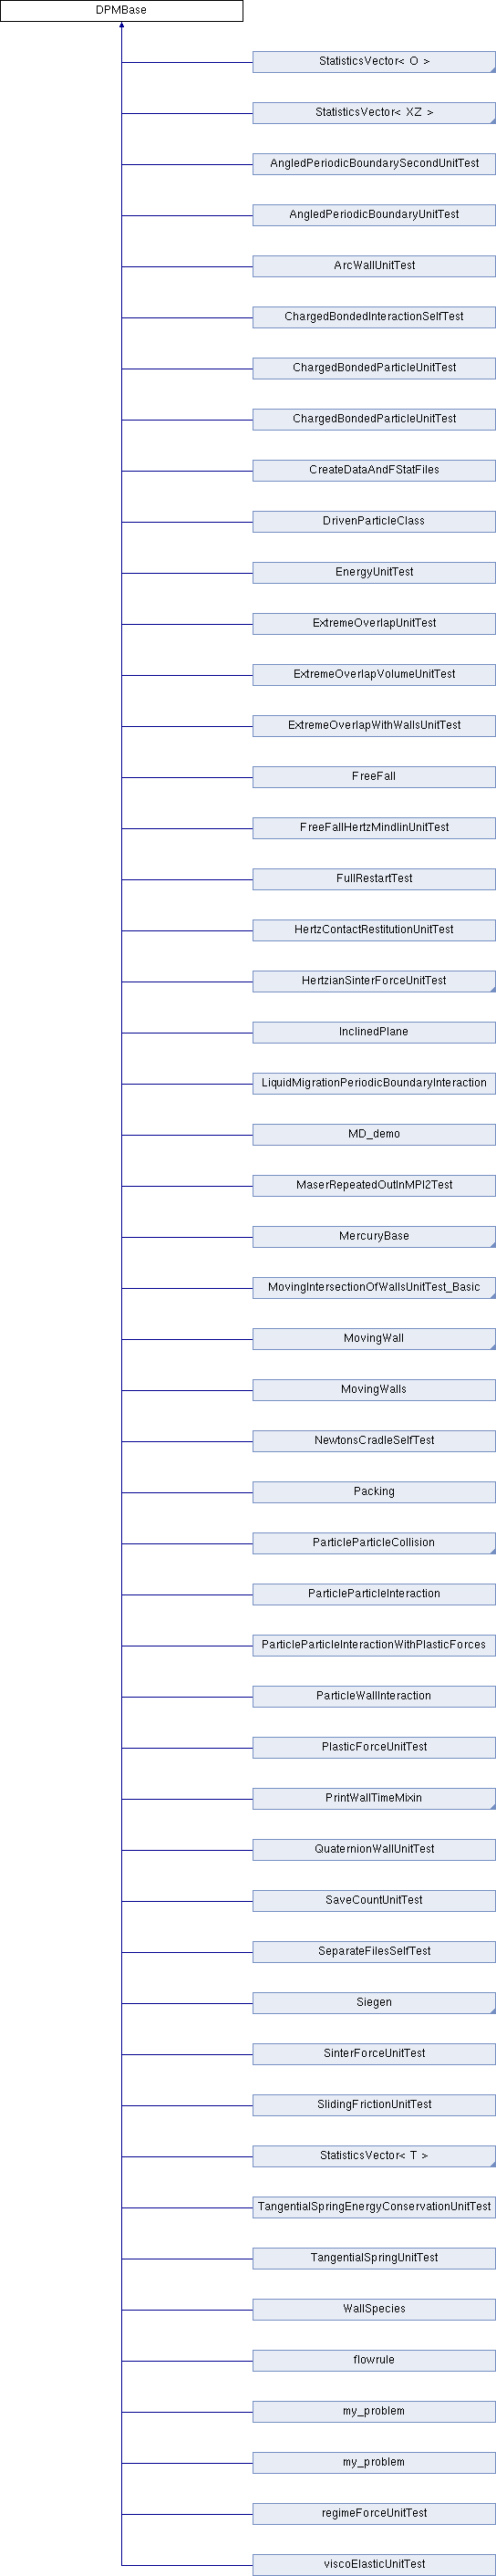 DPMBase
StatisticsVector< O >
StatisticsVector< XZ >
AngledPeriodicBoundarySecondUnitTest
AngledPeriodicBoundaryUnitTest
ArcWallUnitTest
ChargedBondedInteractionSelfTest
ChargedBondedParticleUnitTest
ChargedBondedParticleUnitTest
CreateDataAndFStatFiles
DrivenParticleClass
EnergyUnitTest
ExtremeOverlapUnitTest
ExtremeOverlapVolumeUnitTest
ExtremeOverlapWithWallsUnitTest
FreeFall
FreeFallHertzMindlinUnitTest
FullRestartTest
HertzContactRestitutionUnitTest
HertzianSinterForceUnitTest
InclinedPlane
LiquidMigrationPeriodicBoundaryInteraction
MD_demo
MaserRepeatedOutInMPI2Test
MercuryBase
MovingIntersectionOfWallsUnitTest_Basic
MovingWall
MovingWalls
NewtonsCradleSelfTest
Packing
ParticleParticleCollision
ParticleParticleInteraction
ParticleParticleInteractionWithPlasticForces
ParticleWallInteraction
PlasticForceUnitTest
PrintWallTimeMixin
QuaternionWallUnitTest
SaveCountUnitTest
SeparateFilesSelfTest
Siegen
SinterForceUnitTest
SlidingFrictionUnitTest
StatisticsVector< T >
TangentialSpringEnergyConservationUnitTest
TangentialSpringUnitTest
WallSpecies
flowrule
my_problem
my_problem
regimeForceUnitTest
viscoElasticUnitTest